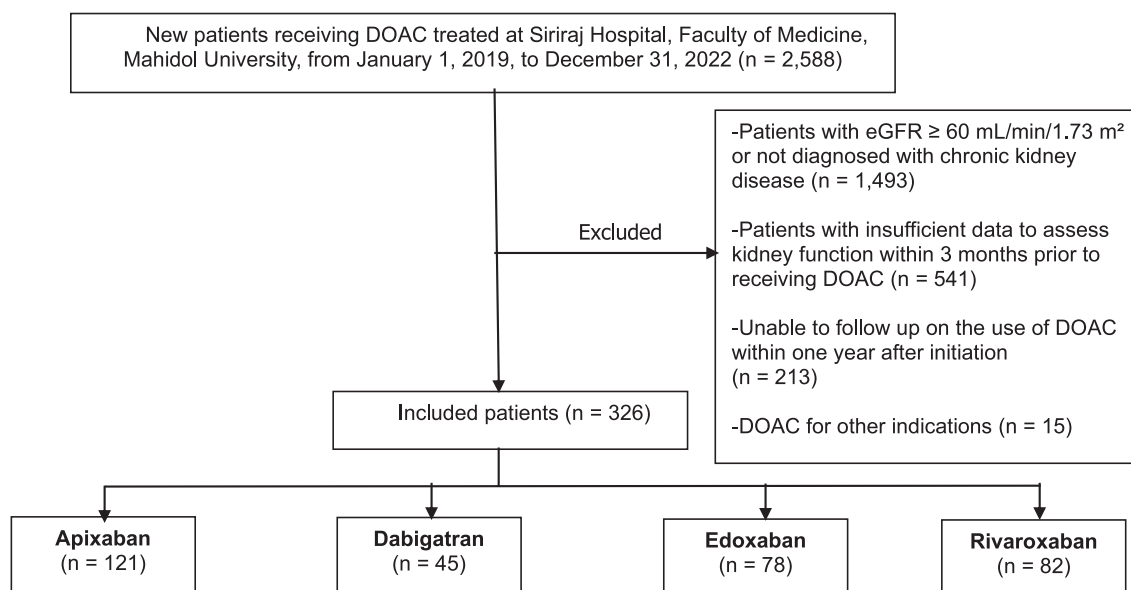 New patients receiving DOAC treated at Siriraj Hospital, Faculty of Medicine,
Mahidol University, from January 1, 2019, to December 31, 2022 (n = 2,588)
Excluded
-Patients with eGFR ≥ 60 mL/min/1.73 m²
or not diagnosed with chronic kidney
disease (n = 1,493)
-Patients with insufficient data to assess
kidney function within 3 months prior to
receiving DOAC (n = 541)
-Unable to follow up on the use of DOAC
within one year after initiation
(n = 213)
-DOAC for other indications (n = 15)
Included patients (n = 326)
Apixaban
(n = 121)
Dabigatran
(n = 45)
Edoxaban
(n = 78)
Rivaroxaban
(n = 82)